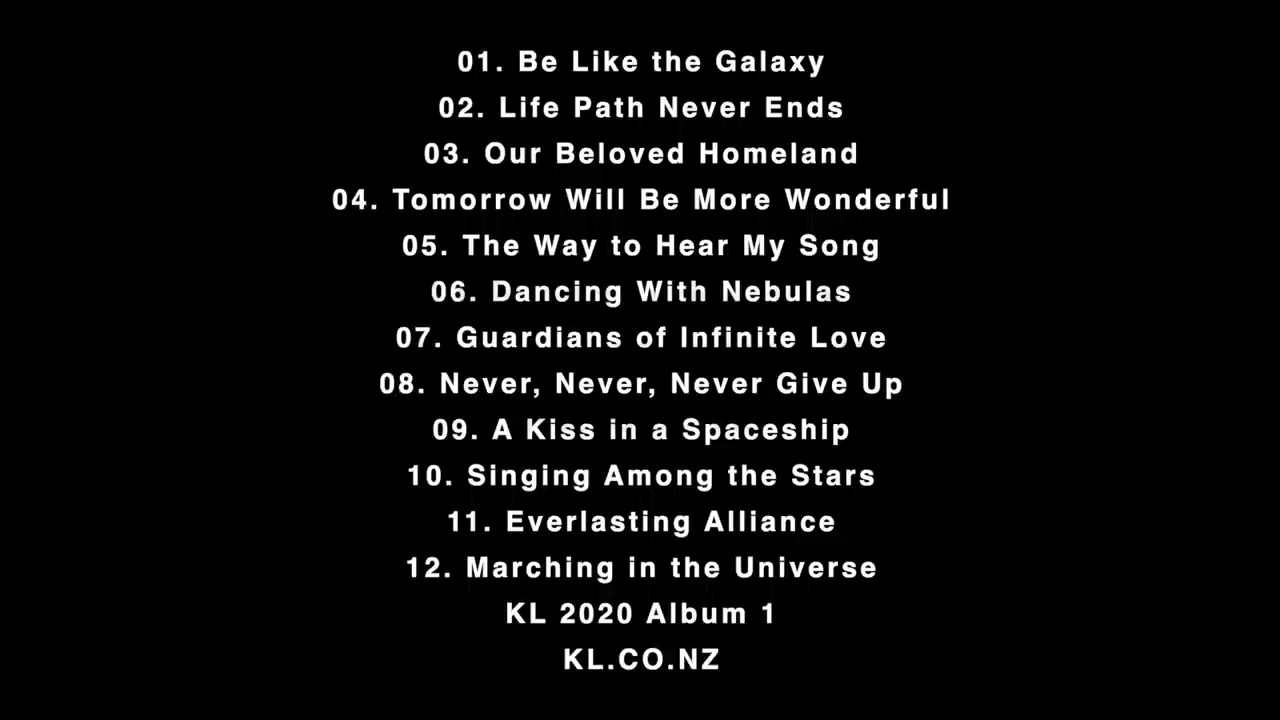 01. Be Like the Galaxy
02. Life Path Never Ends
03. Our Beloved Homeland
04. Tomorrow Will Be More Wonderful
05. The Way to Hear My Song
06. Dancing With Nebulas
07. Guardians of Infinite Love
08. Never, Never, Never Give Up
09. A Kiss in a Spaceship
10. Singing Among the Stars
11. Everlasting Alliance
12. Marching in the Universe
KL 2020 Album 1
KL.CO.NZ